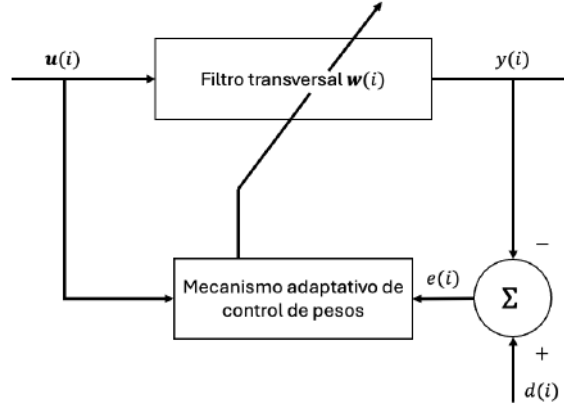 u(i)
y(i)
Filtro transversal w(i)
−
Mecanismo adaptativo de
control de pesos
e(i)
Σ
+
d(i)